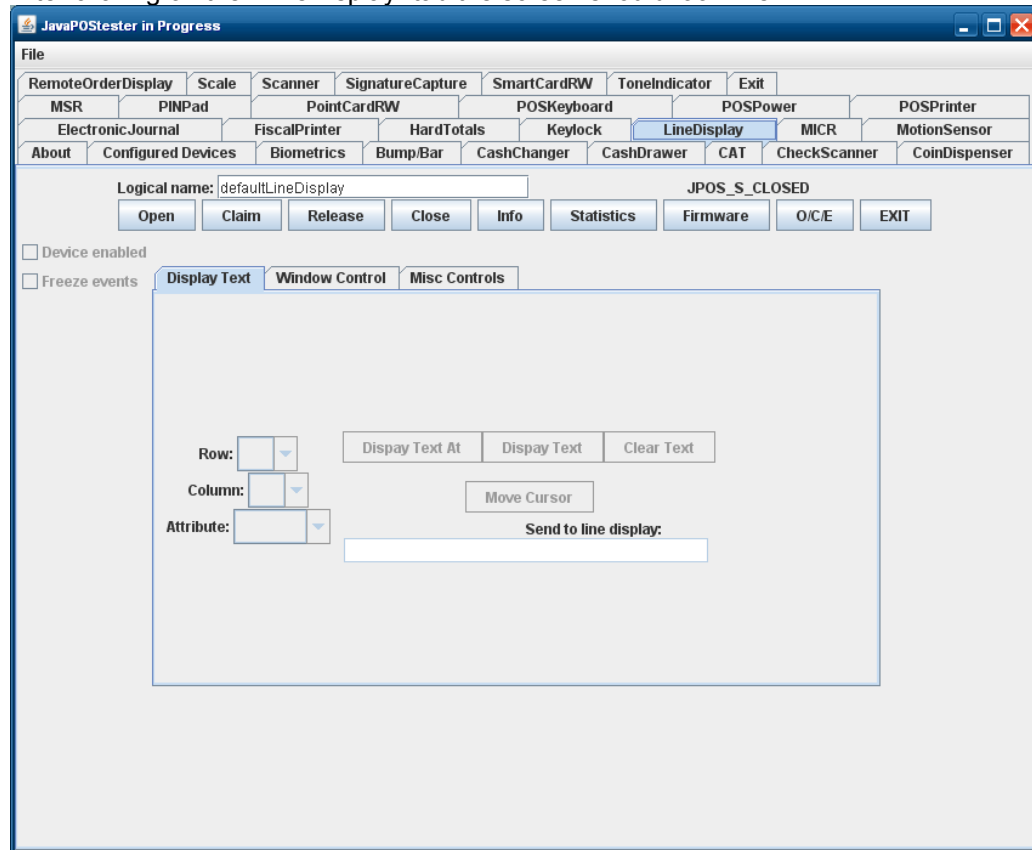 JavaPOStester in Progress
File
RemoteOrderDisplay Scale Scanner SignatureCapture SmartCardRW ToneIndicator Exit
MSR PINPad PointCardRW POSKeyboard POSPower POSPrinter
ElectronicJournal FiscalPrinter HardTotals Keylock LineDisplay MICR MotionSensor
About Configured Devices Biometrics Bump/Bar CashChanger CashDrawer CAT CheckScanner CoinDispenser
Logical name: defaultLineDisplay JPOS_S_CLOSED
Open Claim Release Close Info Statistics Firmware O/C/E EXIT
Device enabled
Freeze events Display Text Window Control Misc Controls
Row: Dispay Text At Dispay Text Clear Text
Column: Move Cursor
Attribute: Send to line display: